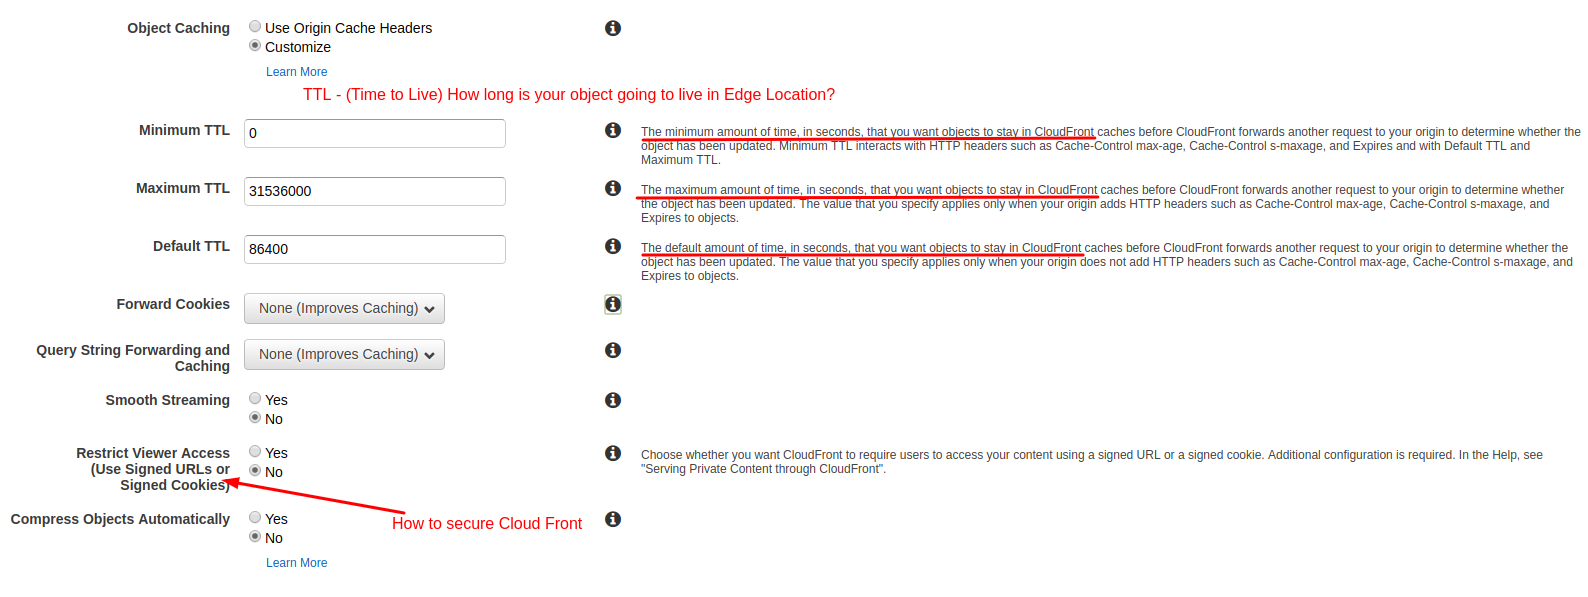 Object Caching
Use Origin Cache Headers
Customize
Learn More
TTL - (Time to Live) How long is your object going to live in Edge Location?
Minimum TTL
0
The minimum amount of time, in seconds, that you want objects to stay in CloudFront caches before CloudFront forwards another request to your origin to determine whether the
object has been updated. Minimum TTL interacts with HTTP headers such as Cache-Control max-age, Cache-Control s-maxage, and Expires and with Default TTL and
Maximum TTL.
Maximum TTL
31536000
The maximum amount of time, in seconds, that you want objects to stay in CloudFront caches before CloudFront forwards another request to your origin to determine whether
the object has been updated. The value that you specify applies only when your origin adds HTTP headers such as Cache-Control max-age, Cache-Control s-maxage, and
Expires to objects.
Default TTL
86400
The default amount of time, in seconds, that you want objects to stay in CloudFront caches before CloudFront forwards another request to your origin to determine whether the
object has been updated. The value that you specify applies only when your origin does not add HTTP headers such as Cache-Control max-age, Cache-Control s-maxage, and
Expires to objects.
Forward Cookies
None (Improves Caching)
Query String Forwarding and
Caching
None (Improves Caching)
Smooth Streaming
Yes
No
Restrict Viewer Access
(Use Signed URLs or
Signed Cookies)
Yes
No
Choose whether you want CloudFront to require users to access your content using a signed URL or a signed cookie. Additional configuration is required. In the Help, see
"Serving Private Content through CloudFront".
Compress Objects Automatically
Yes
No
How to secure Cloud Front
Learn More